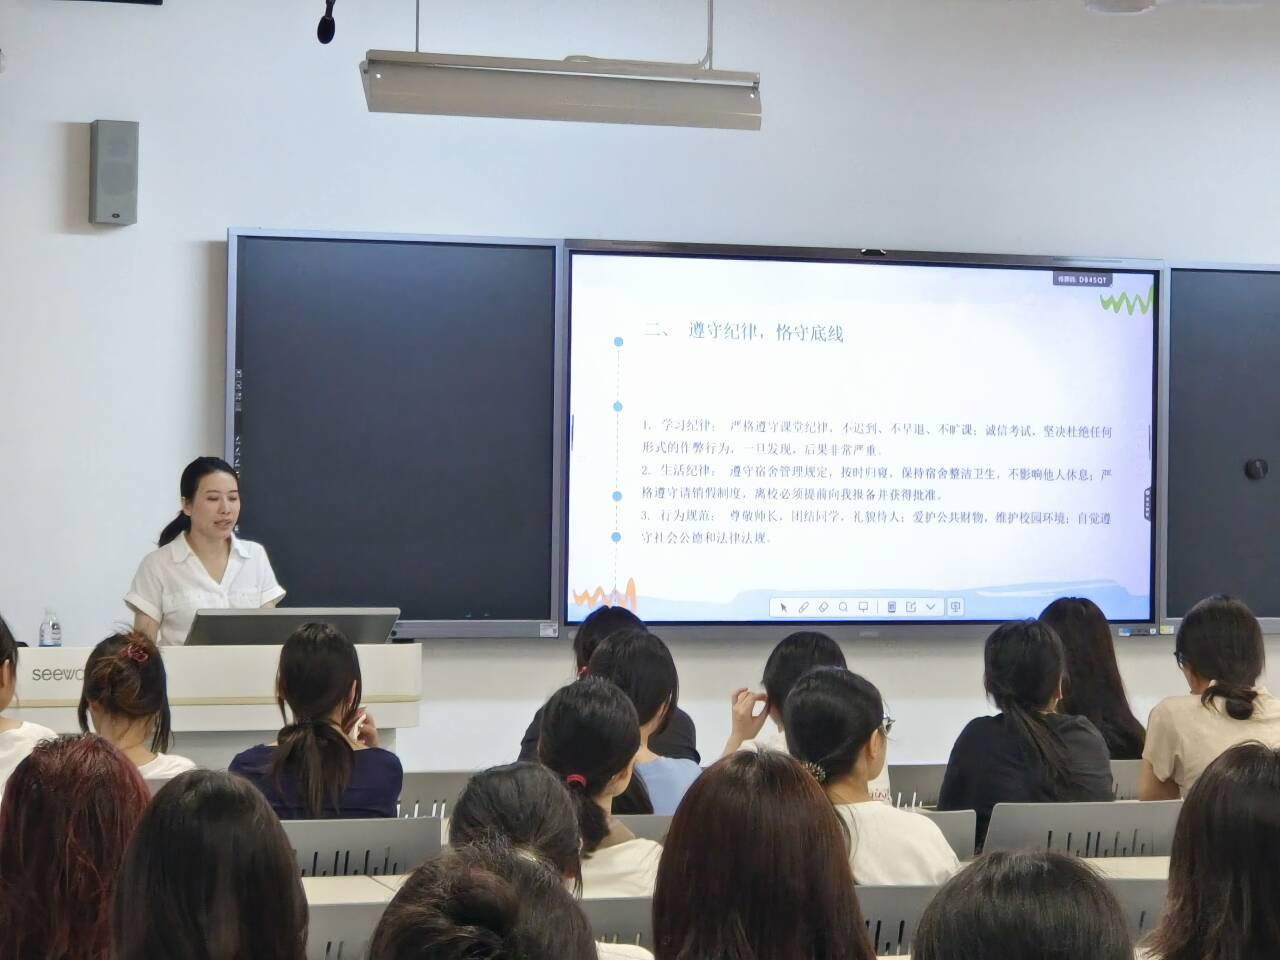 传屏码: DB45QT
二、 遵守纪律，恪守底线
1. 学习纪律： 严格遵守课堂纪律，不迟到、不早退、不旷课；诚信考试，坚决杜绝任何
形式的作弊行为，一旦发现，后果非常严重。
2. 生活纪律： 遵守宿舍管理规定，按时归寝，保持宿舍整洁卫生，不影响他人休息；严
格遵守请销假制度，离校必须提前向我报备并获得批准。
3. 行为规范： 尊敬师长，团结同学，礼貌待人；爱护公共财物，维护校园环境；自觉遵
守社会公德和法律法规。
seewo